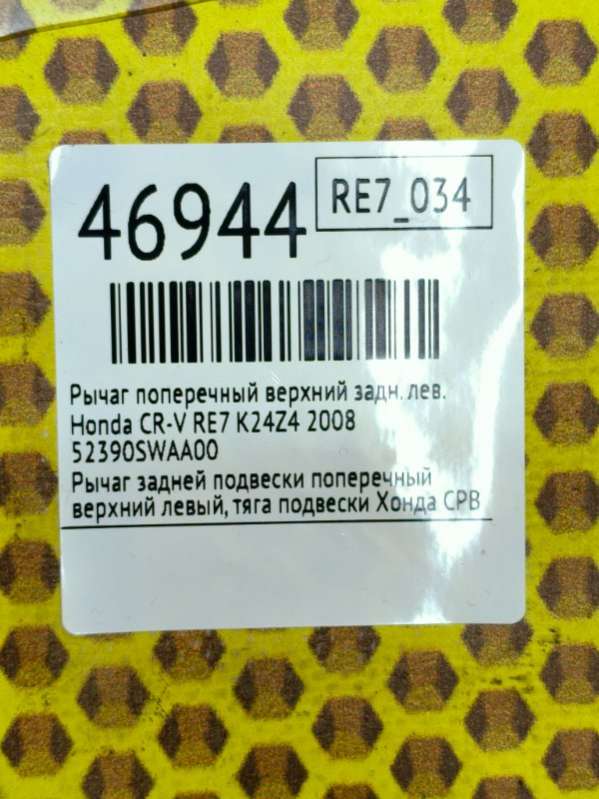 46944
RE7_034
Рычаг поперечный верхний задн. лев.
Honda CR-V RE7 K24Z4 2008
52390SWAA00
Рычаг задней подвески поперечный
верхний левый, тяга подвески Хонда СРВ